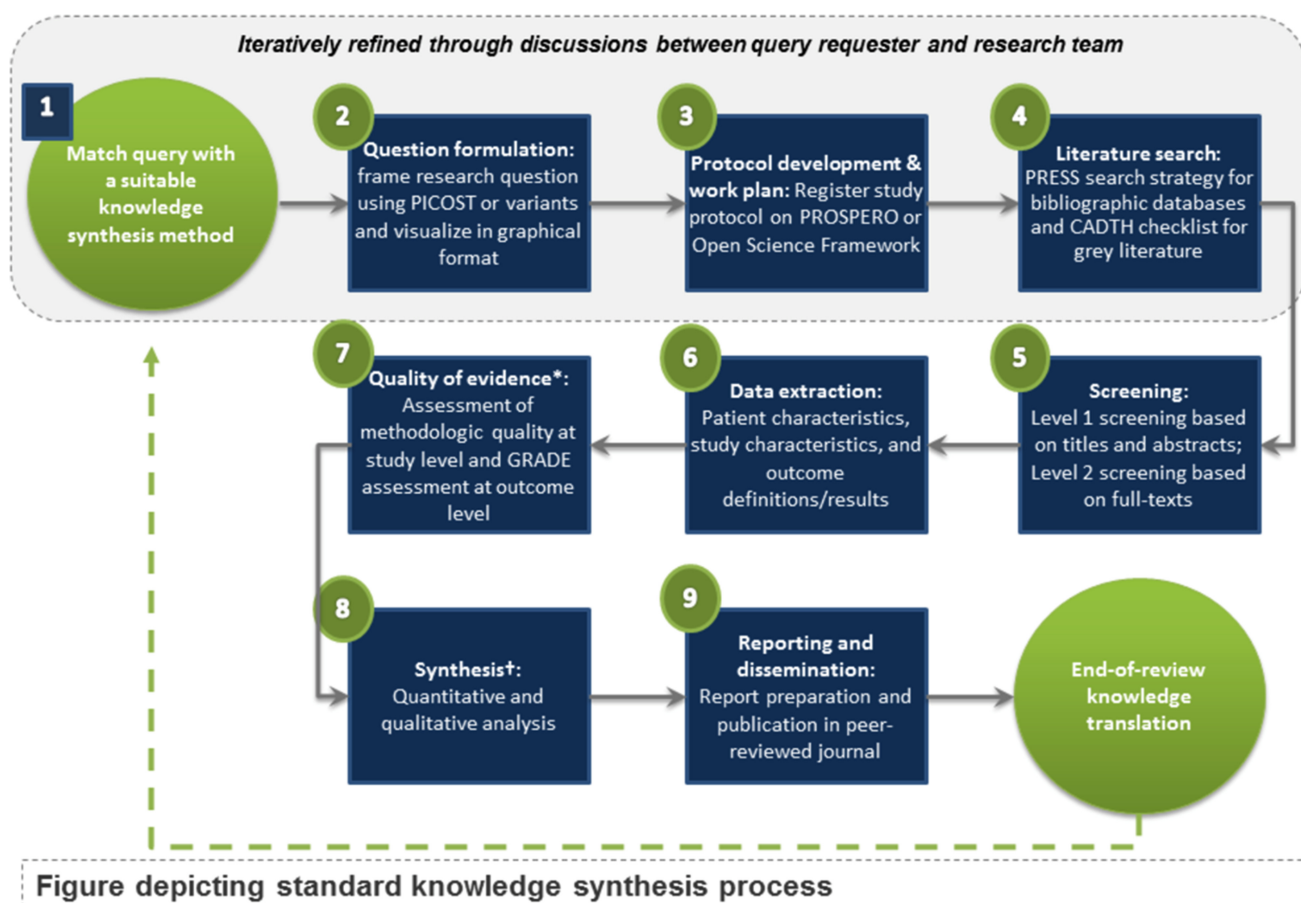 Iteratively refined through discussions between query requester and research team
1
Match query with
a suitable
knowledge
synthesis method
2
Question formulation:
frame research question
using PICOST or variants
and visualize in graphical
format
3
Protocol development &
work plan: Register study
protocol on PROSPERO or
Open Science Framework
4
Literature search:
PRESS search strategy for
bibliographic databases
and CADTH checklist for
grey literature
5
Screening:
Level 1 screening based
on titles and abstracts;
Level 2 screening based
on full-texts
6
Data extraction:
Patient characteristics,
study characteristics, and
outcome
definitions/results
7
Quality of evidence*:
Assessment of
methodologic quality at
study level and GRADE
assessment at outcome
level
8
Synthesis†:
Quantitative and
qualitative analysis
9
Reporting and
dissemination:
Report preparation and
publication in peer-
reviewed journal
End-of-review
knowledge
translation
Figure depicting standard knowledge synthesis process